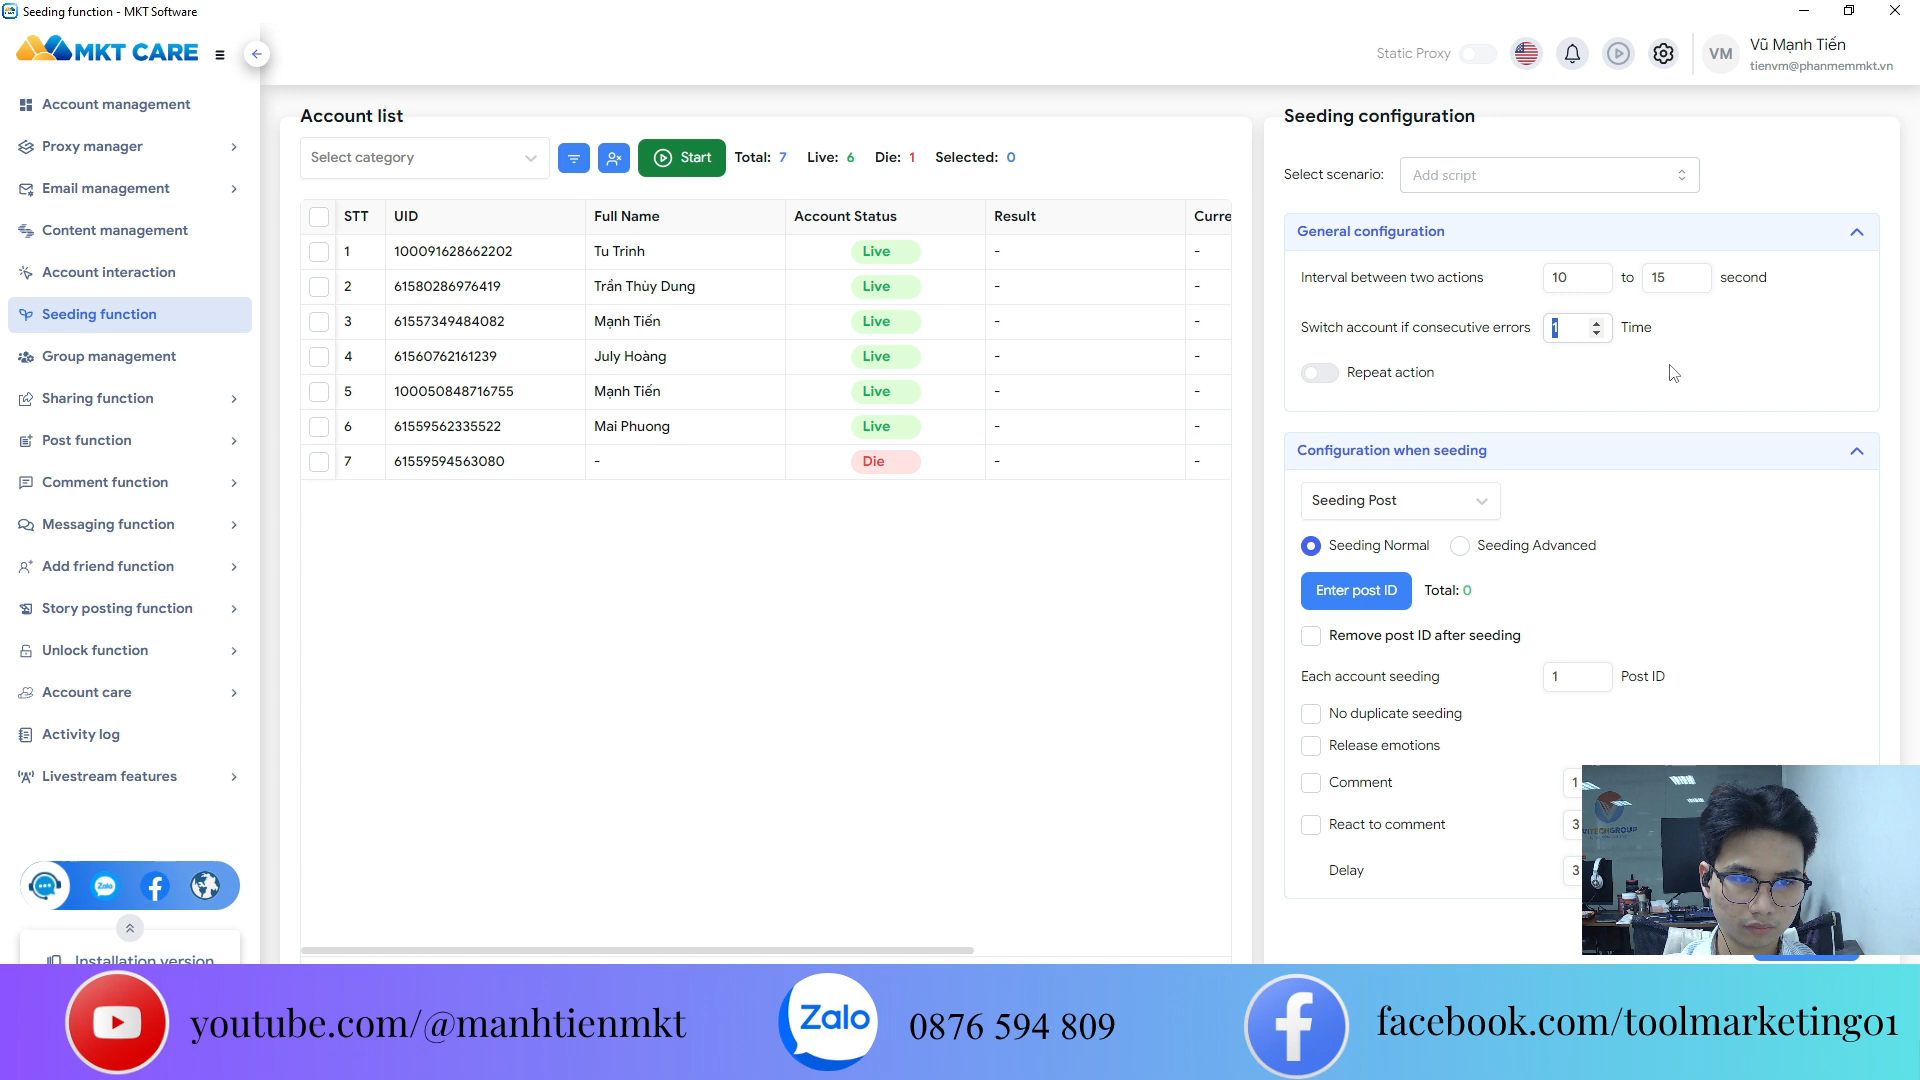 Seeding function - MKT Software
MKT CARE
Static Proxy
VM
Vũ Mạnh Tiến
tienvm@phanmemmkt.vn
Account management
Proxy manager
Email management
Content management
Account interaction
Seeding function
Group management
Sharing function
Post function
Comment function
Messaging function
Add friend function
Story posting function
Unlock function
Account care
Activity log
Livestream features
Zalo
Installation version
Account list
Select category
Start
Total: 7
Live: 6
Die: 1
Selected: 0
STT UID Full Name Account Status Result Curre
1 100091628662202 Tu Trinh Live - -
2 61580286976419 Trần Thùy Dung Live - -
3 61557349484082 Mạnh Tiến Live - -
4 61560762161239 July Hoàng Live - -
5 100050848716755 Mạnh Tiến Live - -
6 61559562335522 Mai Phuong Live - -
7 61559594563080 - Die - -
Seeding configuration
Select scenario: Add script
General configuration
Interval between two actions 10 to 15 second
Switch account if consecutive errors 1 Time
Repeat action
Configuration when seeding
Seeding Post
Seeding Normal Seeding Advanced
Enter post ID Total: 0
Remove post ID after seeding
Each account seeding 1 Post ID
No duplicate seeding
Release emotions
Comment 1
React to comment 3
Delay 3
youtube.com/@manhtienmkt
Zalo
0876 594 809
facebook.com/toolmarketing01